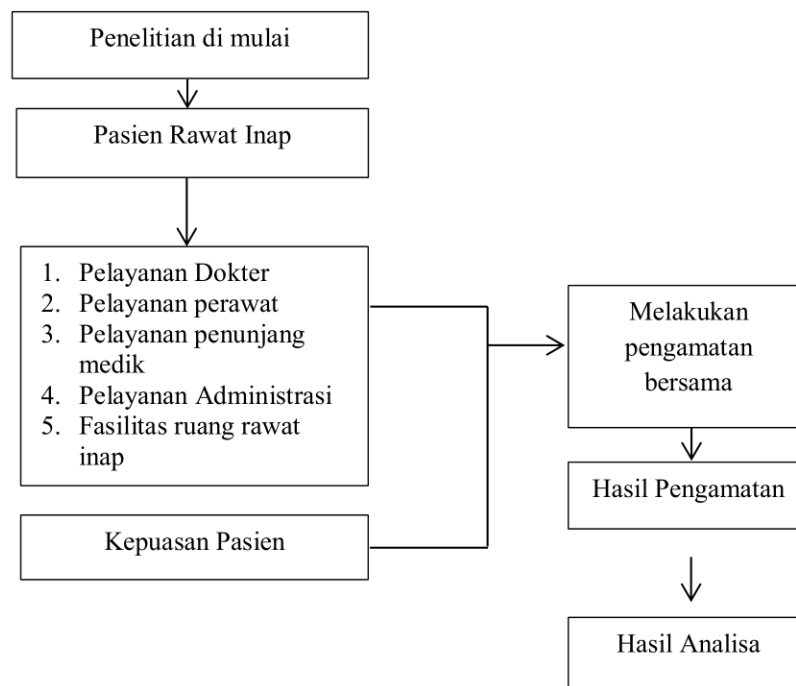 Penelitian di mulai
Pasien Rawat Inap
1. Pelayanan Dokter
2. Pelayanan perawat
3. Pelayanan penunjang
medik
4. Pelayanan Administrasi
5. Fasilitas ruang rawat
inap
Kepuasan Pasien
Melakukan
pengamatan
bersama
Hasil Pengamatan
Hasil Analisa